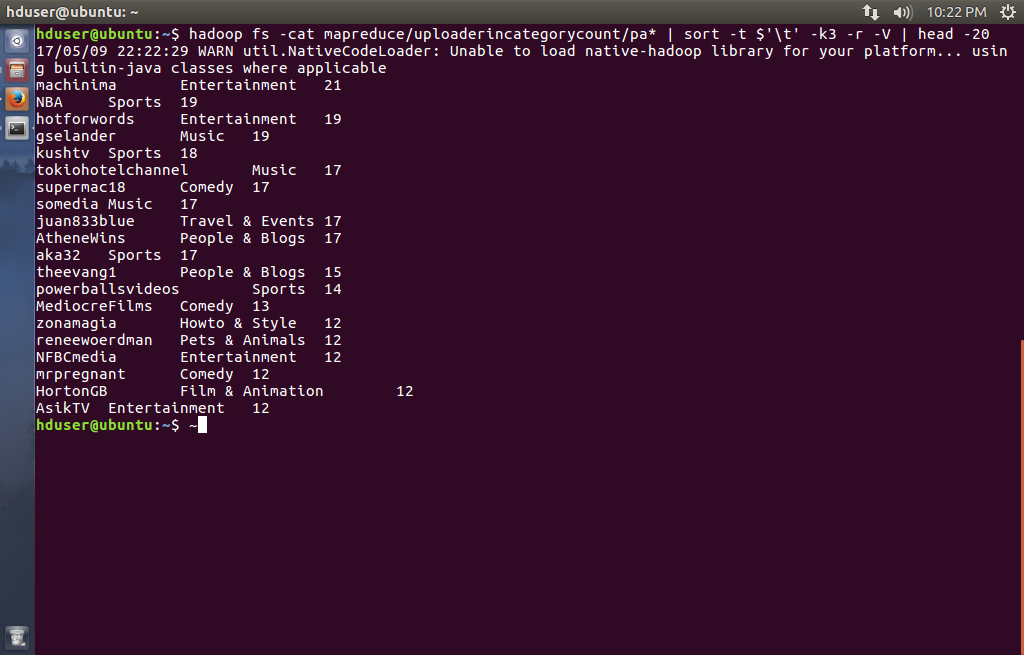 hduser@ubuntu: ~
10:22 PM
hduser@ubuntu:~$ hadoop fs -cat mapreduce/uploaderincategorycount/pa* | sort -t $'\t' -k3 -r -V | head -20
17/05/09 22:22:29 WARN util.NativeCodeLoader: Unable to load native-hadoop library for your platform... usin
g builtin-java classes where applicable
machinima Entertainment 21
NBA Sports 19
hotforwords Entertainment 19
gselander Music 19
kushtv Sports 18
tokiohotelchannel Music 17
supermac18 Comedy 17
somedia Music 17
juan833blue Travel & Events 17
AtheneWins People & Blogs 17
aka32 Sports 17
theevang1 People & Blogs 15
powerballsvideos Sports 14
MediocreFilms Comedy 13
zonamagia Howto & Style 12
reneewoerdman Pets & Animals 12
NFBCmedia Entertainment 12
mrpregnant Comedy 12
HortonGB Film & Animation 12
AsikTV Entertainment 12
hduser@ubuntu:~$ ~